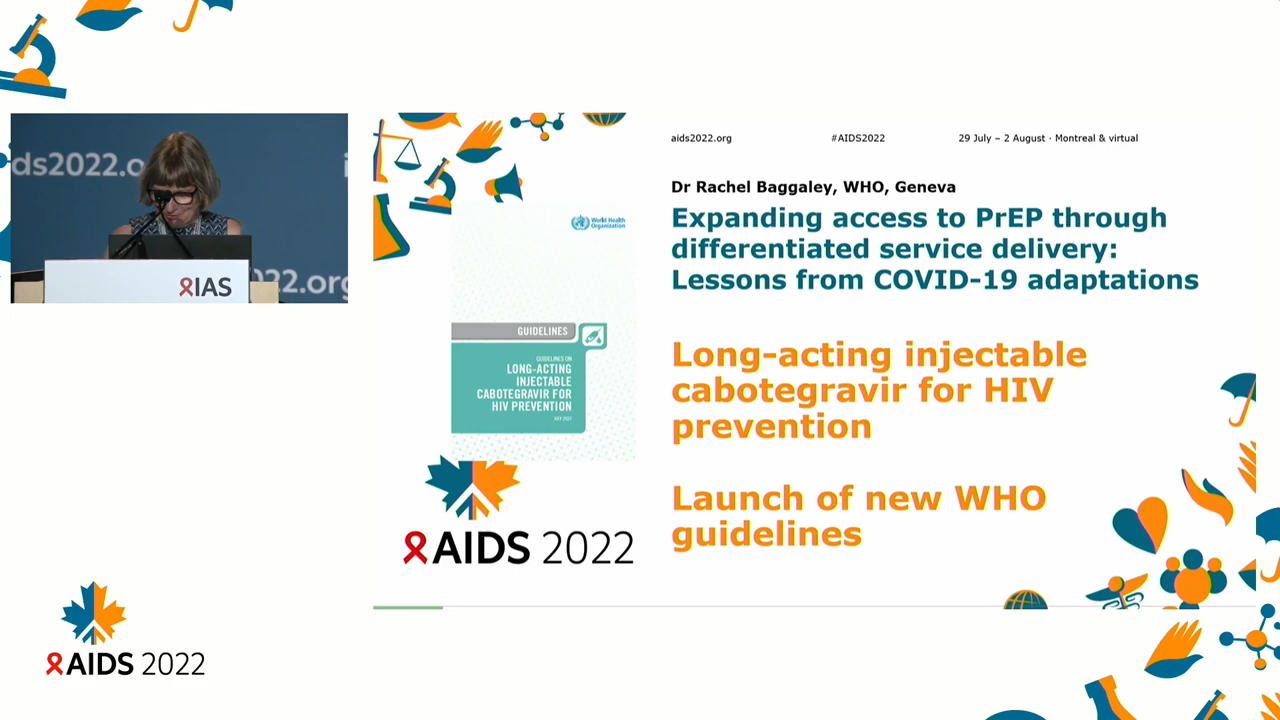 ds2022.o
IAS
022.org
aids2022.org
#AIDS2022
29 July – 2 August · Montreal & virtual
Dr Rachel Baggaley, WHO, Geneva
Expanding access to PrEP through
differentiated service delivery:
Lessons from COVID-19 adaptations
Long-acting injectable
cabotegravir for HIV
prevention
Launch of new WHO
guidelines
World Health
Organization
GUIDELINES
GUIDELINES ON
LONG-ACTING
INJECTABLE
CABOTEGRAVIR FOR
HIV PREVENTION
AIDS 2022
AIDS 2022